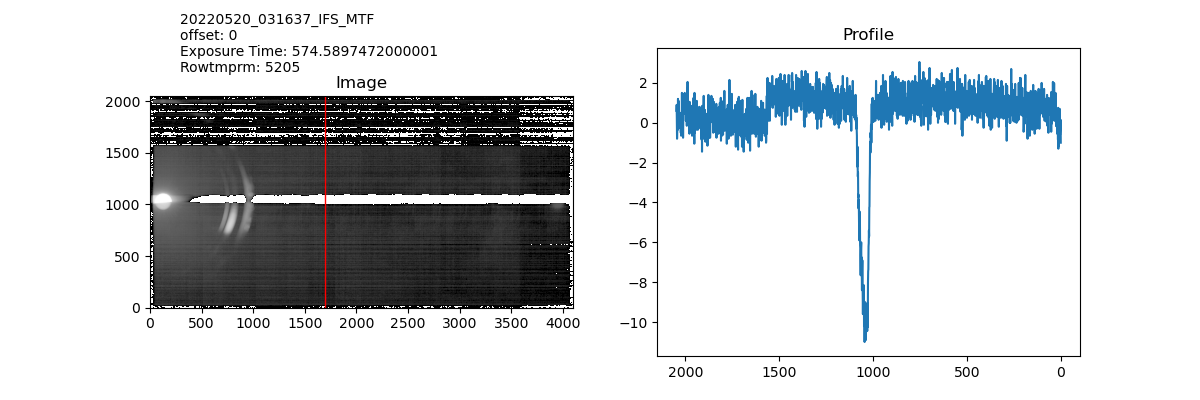 20220520_031637_IFS_MTF
offset: 0
Exposure Time: 574.5897472000001
Rowtmprm: 5205
Image
2000
1500
1000
500
0
0 500 1000 1500 2000 2500 3000 3500 4000
Profile
2
0
−2
−4
−6
−8
−10
2000 1500 1000 500 0